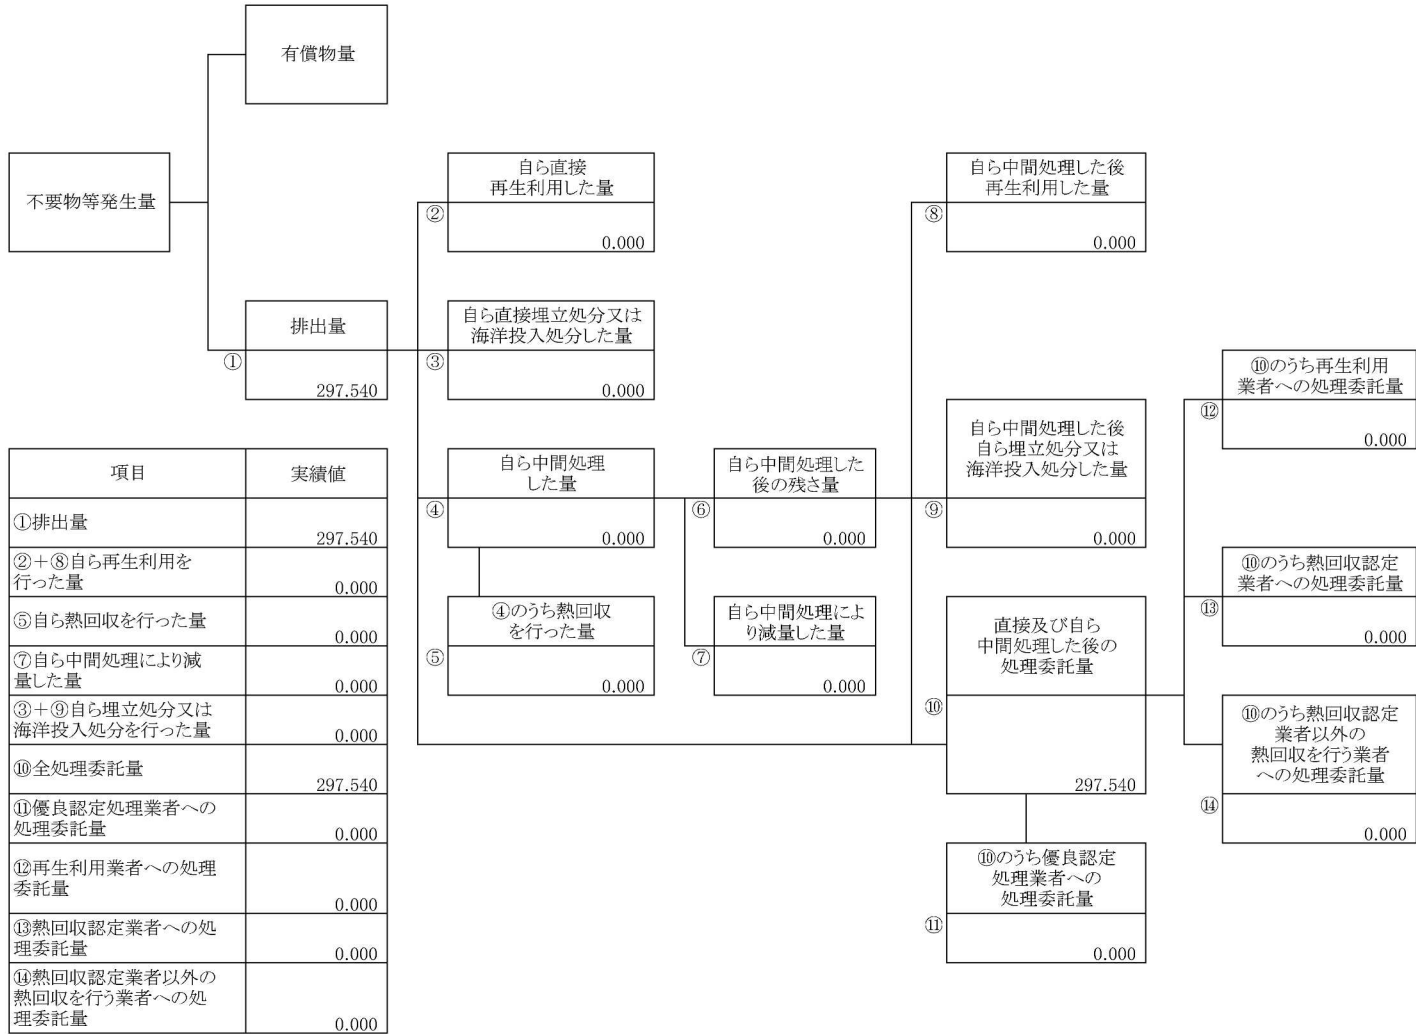 有償物量
不要物等発生量
自ら直接
再生利用した量
②
0.000
自ら中間処理した後
再生利用した量
⑧
0.000
排出量
①
297.540
自ら直接埋立処分又は
海洋投入処分した量
③
0.000
⑩のうち再生利用
業者への処理委託量
⑫
0.000
自ら中間処理
した量
④
0.000
自ら中間処理した
後の残さ量
⑥
0.000
自ら中間処理した後
自ら埋立処分又は
海洋投入処分した量
⑨
0.000
⑩のうち熱回収認定
業者への処理委託量
⑬
0.000
④のうち熱回収
を行った量
⑤
0.000
自ら中間処理によ
り減量した量
⑦
0.000
直接及び自ら
中間処理した後の
処理委託量
⑩
297.540
⑩のうち熱回収認定
業者以外の
熱回収を行う業者
への処理委託量
⑭
0.000
⑩のうち優良認定
処理業者への
処理委託量
⑪
0.000
項目 実績値
①排出量
297.540
②＋⑧自ら再生利用を
行った量 0.000
⑤自ら熱回収を行った量
0.000
⑦自ら中間処理により減
量した量 0.000
③＋⑨自ら埋立処分又は
海洋投入処分を行った量 0.000
⑩全処理委託量
297.540
⑪優良認定処理業者への
処理委託量 0.000
⑫再生利用業者への処理
委託量
0.000
⑬熱回収認定業者への処
理委託量 0.000
⑭熱回収認定業者以外の
熱回収を行う業者への処
理委託量 0.000